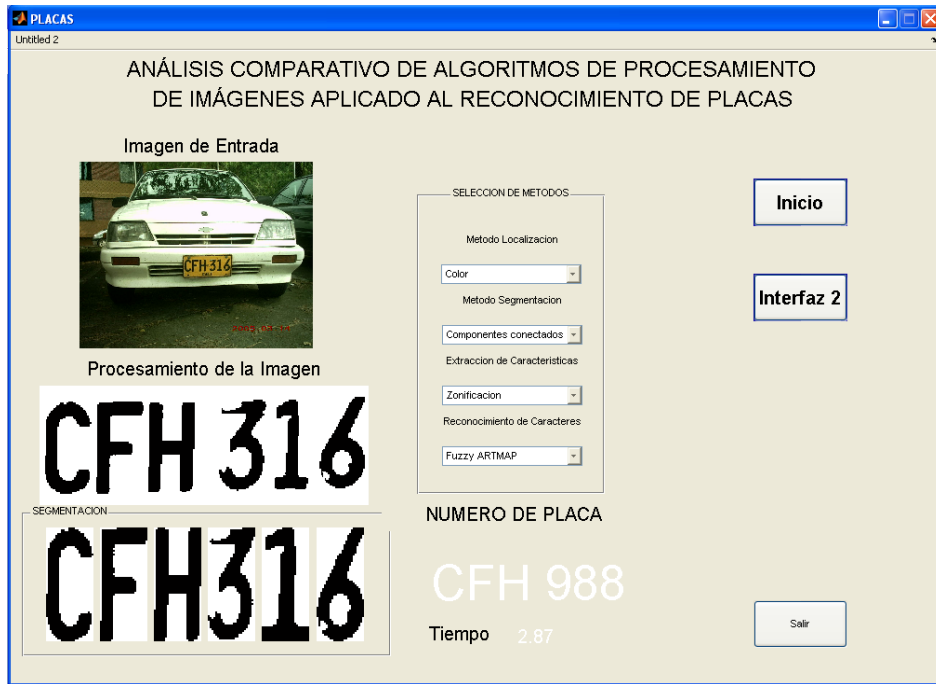 PLACAS
Untitled 2
ANÁLISIS COMPARATIVO DE ALGORITMOS DE PROCESAMIENTO
DE IMÁGENES APLICADO AL RECONOCIMIENTO DE PLACAS
Imagen de Entrada
CFH·316
Procesamiento de la Imagen
CFH 316
SEGMENTACION
CFH316
SELECCION DE METODOS
Metodo Localizacion
Color
Metodo Segmentacion
Componentes conectados
Extraccion de Caracteristicas
Zonificacion
Reconocimiento de Caracteres
Fuzzy ARTMAP
NUMERO DE PLACA
CFH 988
Tiempo 2.87
Inicio
Interfaz 2
Salir